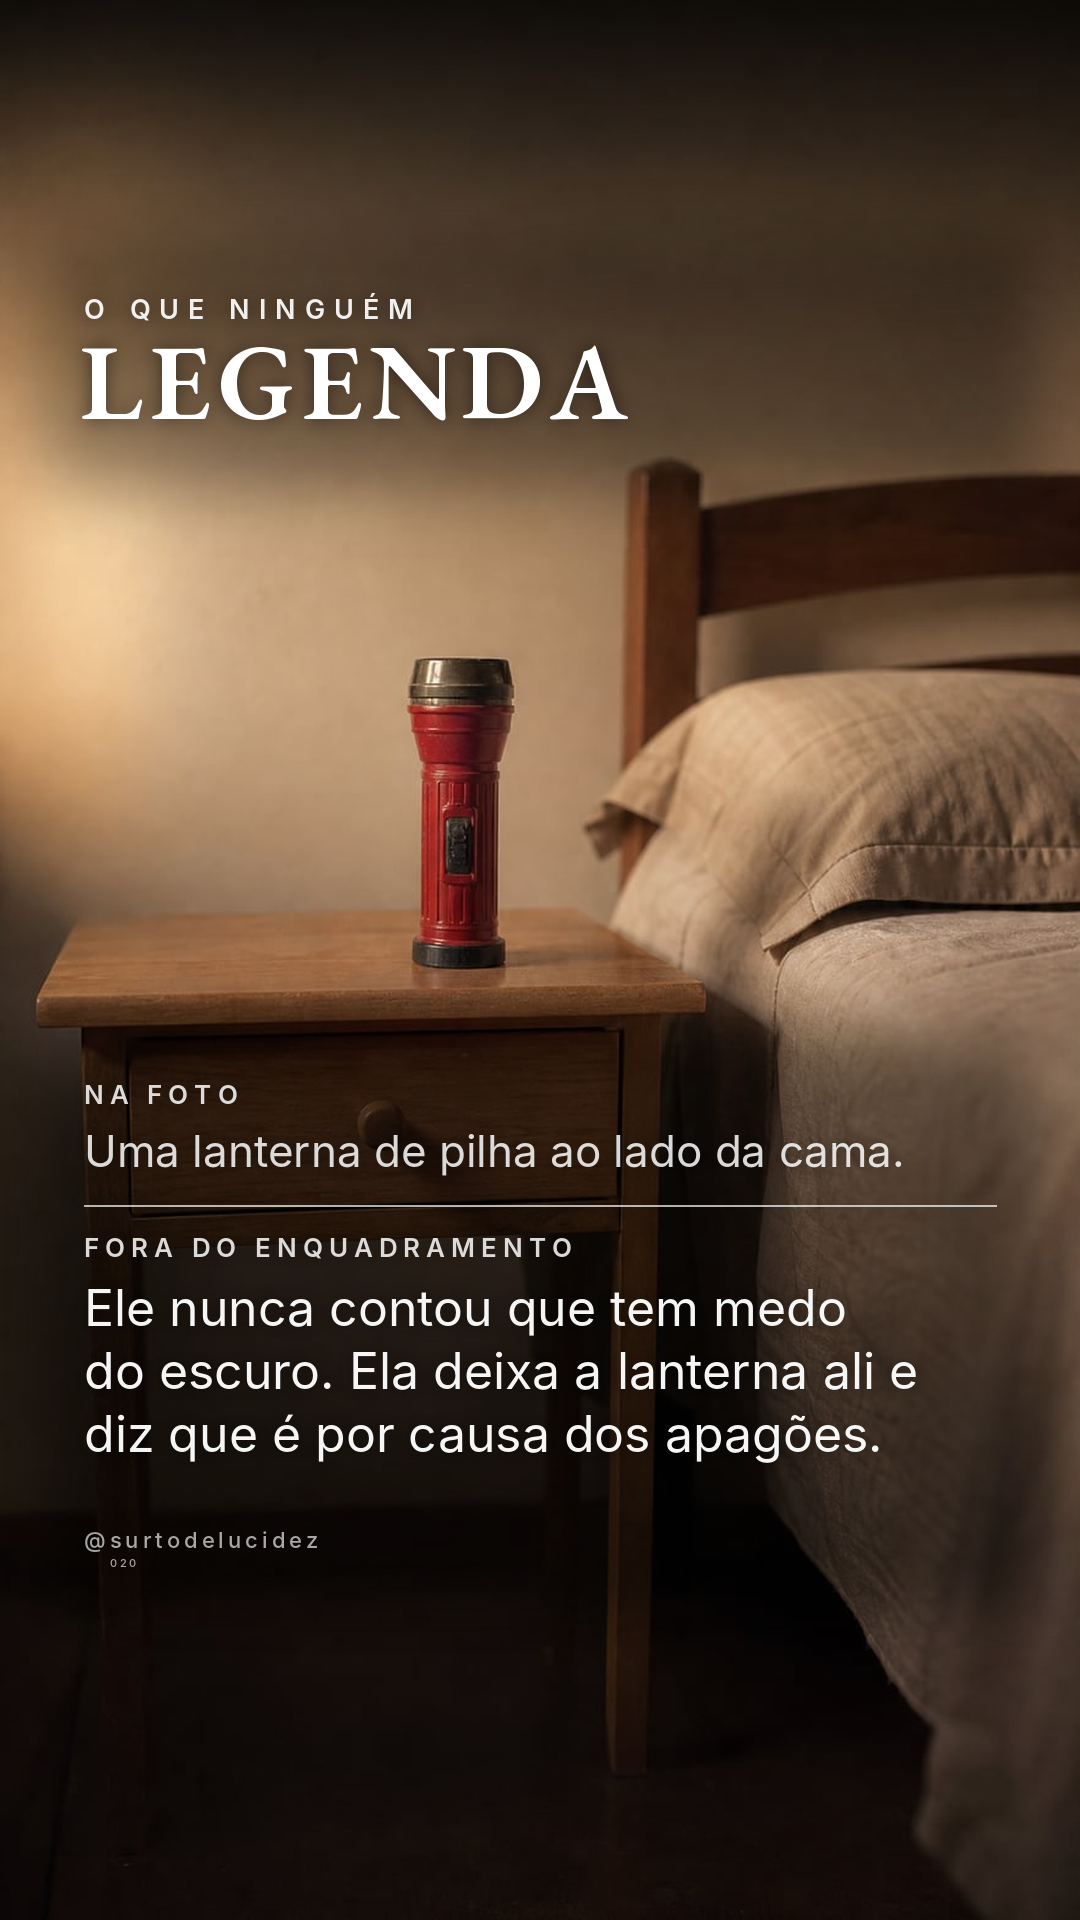 O QUE NINGUÉM
LEGENDA
NA FOTO
Uma lanterna de pilha ao lado da cama.
FORA DO ENQUADRAMENTO
Ele nunca contou que tem medo
do escuro. Ela deixa a lanterna ali e
diz que é por causa dos apagões.
@surtodelucidez
020